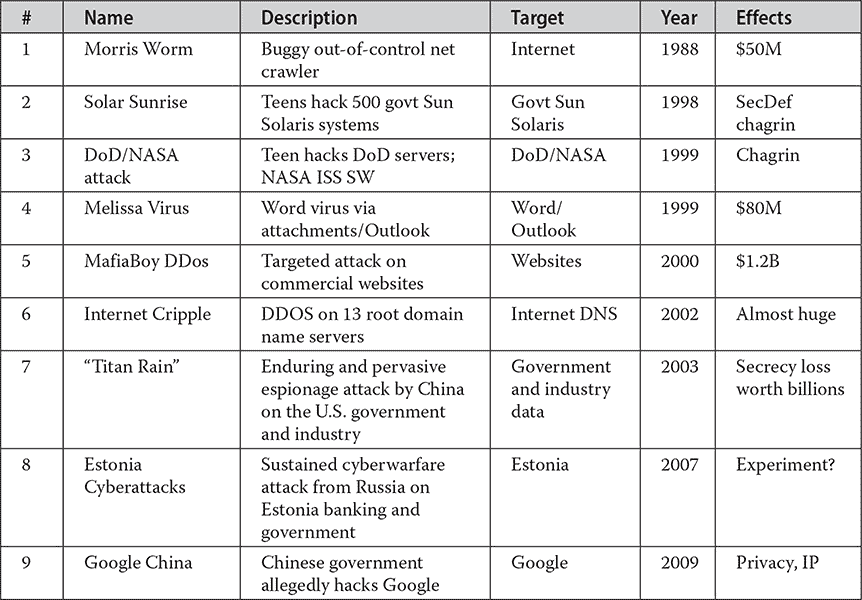 # Name Description Target Year Effects
1 Morris Worm Buggy out-of-control net crawler Internet 1988 $50M
2 Solar Sunrise Teens hack 500 govt Sun Solaris systems Govt Sun Solaris 1998 SecDef chagrin
3 DoD/NASA attack Teen hacks DoD servers; NASA ISS SW DoD/NASA 1999 Chagrin
4 Melissa Virus Word virus via attachments/Outlook Word/ Outlook 1999 $80M
5 MafiaBoy DDos Targeted attack on commercial websites Websites 2000 $1.2B
6 Internet Cripple DDOS on 13 root domain name servers Internet DNS 2002 Almost huge
7 “Titan Rain” Enduring and pervasive espionage attack by China on the U.S. government and industry Government and industry data 2003 Secrecy loss worth billions
8 Estonia Cyberattacks Sustained cyberwarfare attack from Russia on Estonia banking and government Estonia 2007 Experiment?
9 Google China Chinese government allegedly hacks Google Google 2009 Privacy, IP